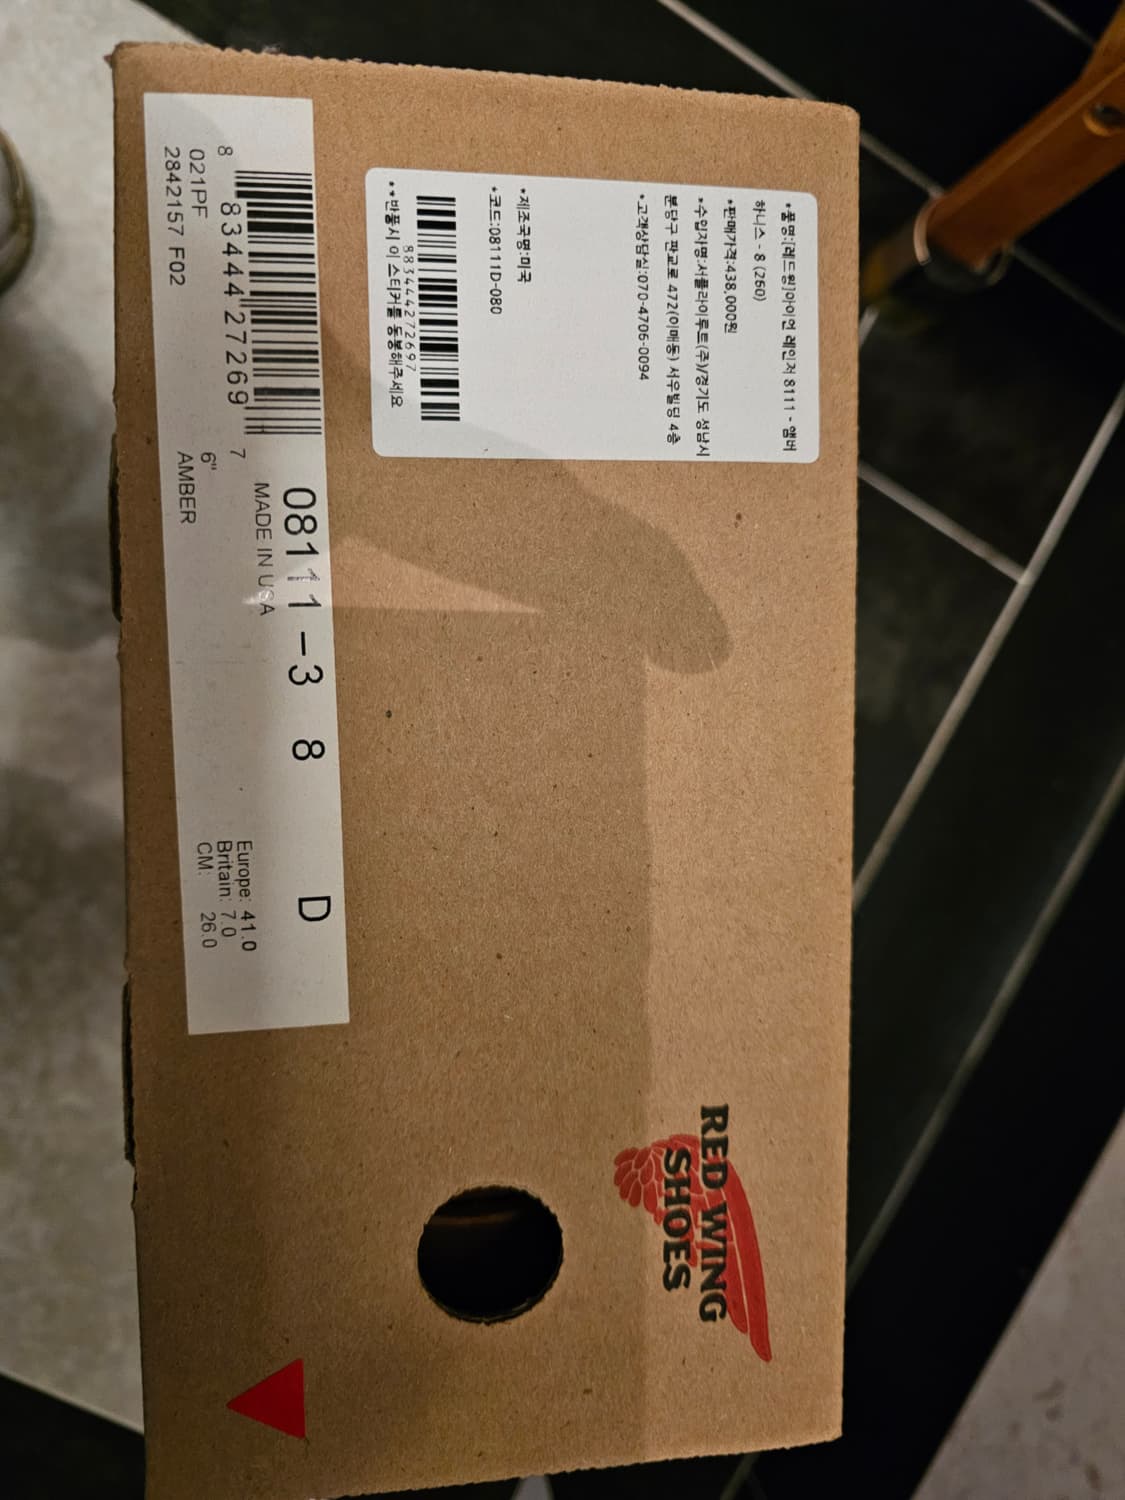 *품명:[레드윙]아이언 레인저 8111 - 앰버
하니스 - 8 (260)
*판매가격:438,000원
*수입자명:서플라이루트(주)/경기도 성남시
분당구 판교로 472(이매동) 서우빌딩 4층
*고객상담실:070-4706-0094
*제조국명:미국
*코드:08111D-080
883444272697
**반품시 이 스티커를 동봉해주세요
RED WING
SHOES
08111-3 8 D
8 83444 27269 7
MADE IN USA
6"
AMBER
021PF
2842157 F02
Europe: 41.0
Britain: 7.0
CM: 26.0